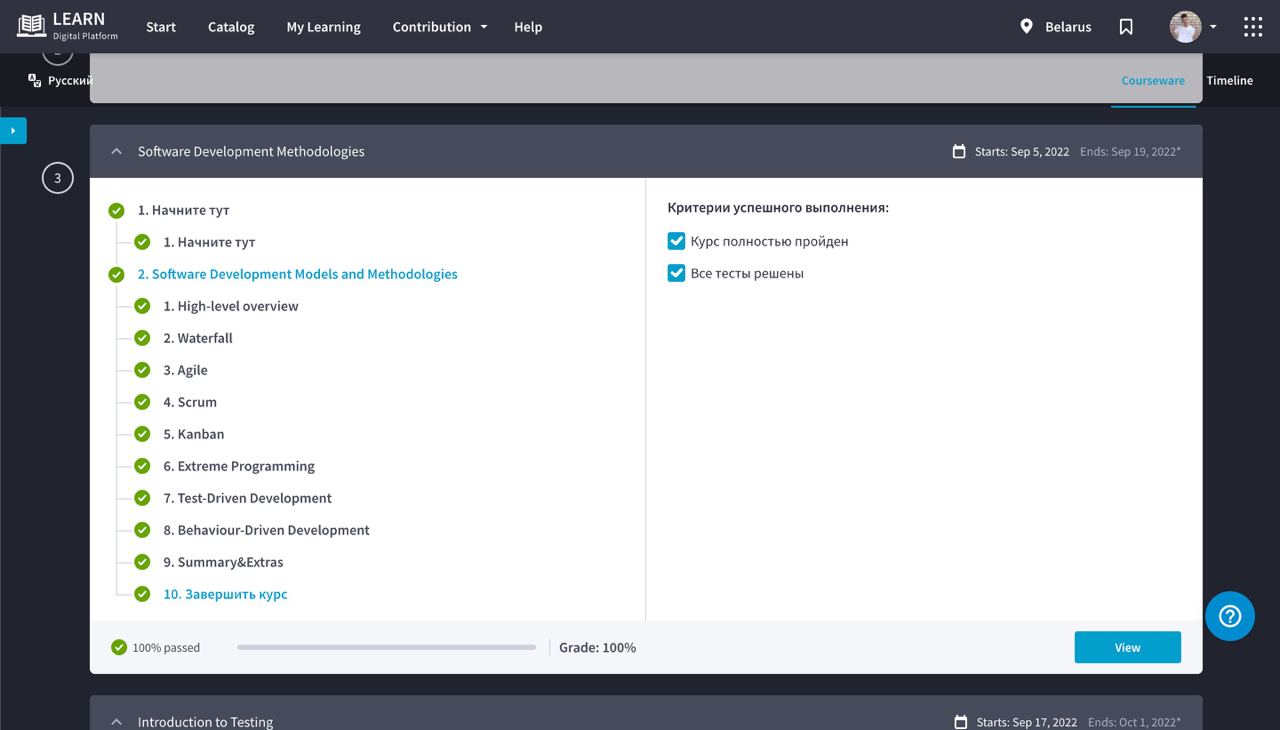 LEARN
Digital Platform
Start
Catalog
My Learning
Contribution
Help
Belarus
Русский
Courseware
Timeline
Software Development Methodologies
Starts: Sep 5, 2022
Ends: Sep 19, 2022*
3
1. Начните тут
1. Начните тут
2. Software Development Models and Methodologies
1. High-level overview
2. Waterfall
3. Agile
4. Scrum
5. Kanban
6. Extreme Programming
7. Test-Driven Development
8. Behaviour-Driven Development
9. Summary&Extras
10. Завершить курс
Критерии успешного выполнения:
Курс полностью пройден
Все тесты решены
100% passed
Grade: 100%
View
Introduction to Testing
Starts: Sep 17, 2022
Ends: Oct 1, 2022*